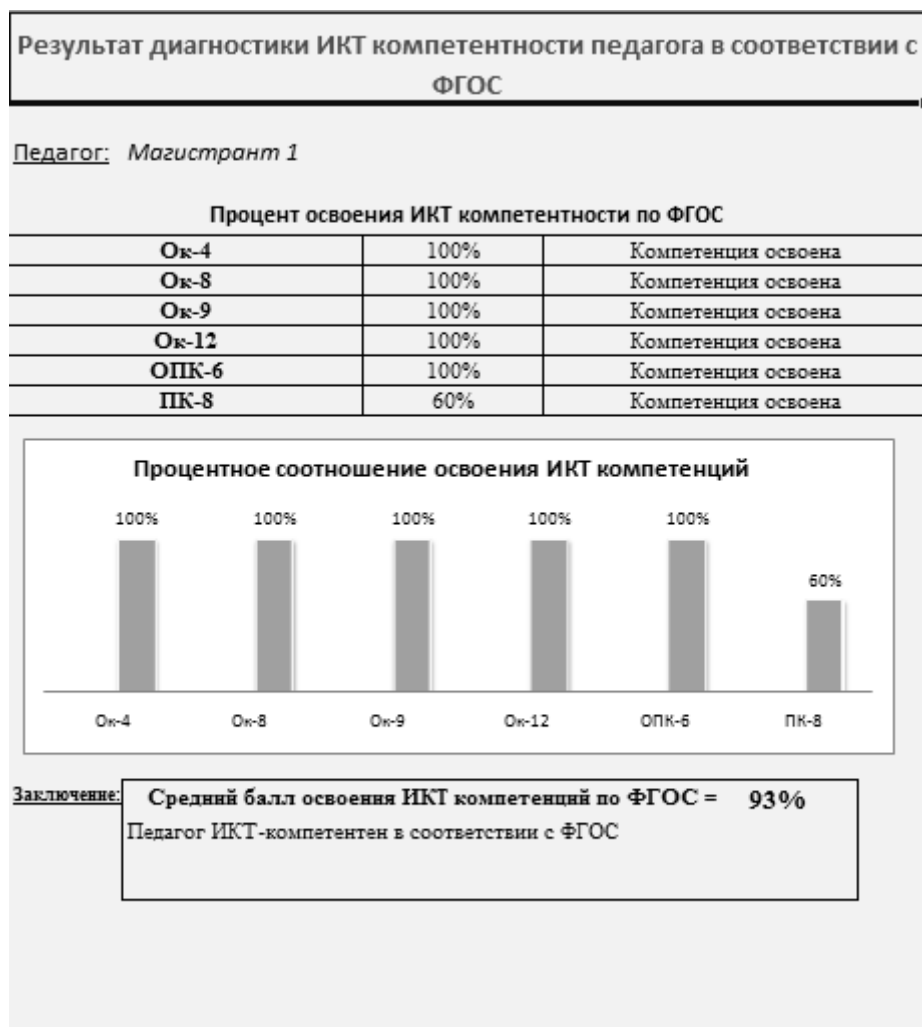 Результат диагностики ИКТ компетентности педагога в соответствии с
ФГОС
Педагог: Магистрант 1
Процент освоения ИКТ компетентности по ФГОС
Ок-4 100% Компетенция освоена
Ок-8 100% Компетенция освоена
Ок-9 100% Компетенция освоена
Ок-12 100% Компетенция освоена
ОПК-6 100% Компетенция освоена
ПК-8 60% Компетенция освоена
Процентное соотношение освоения ИКТ компетенций
100% 100% 100% 100% 100%
60%
Ок-4 Ок-8 Ок-9 Ок-12 ОПК-6 ПК-8
Заключение: Средний балл освоения ИКТ компетенций по ФГОС = 93%
Педагог ИКТ-компетентен в соответствии с ФГОС